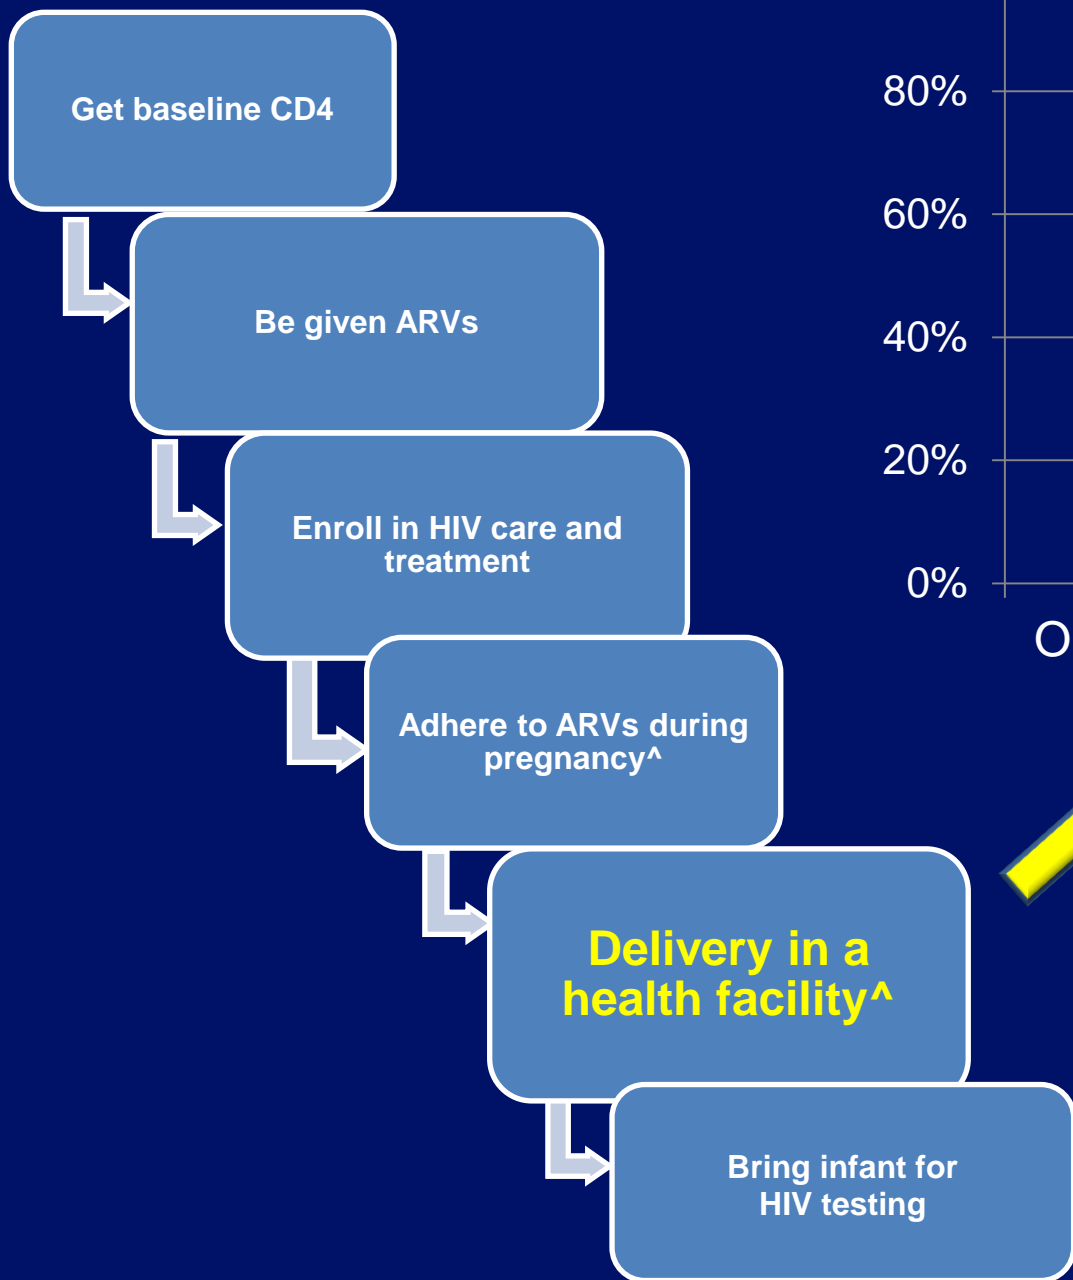 Get baseline CD4
Be given ARVs
Enroll in HIV care and
treatment
Adhere to ARVs during
pregnancy^
Delivery in a
health facility^
Bring infant for
HIV testing
80%
60%
40%
20%
0%
O